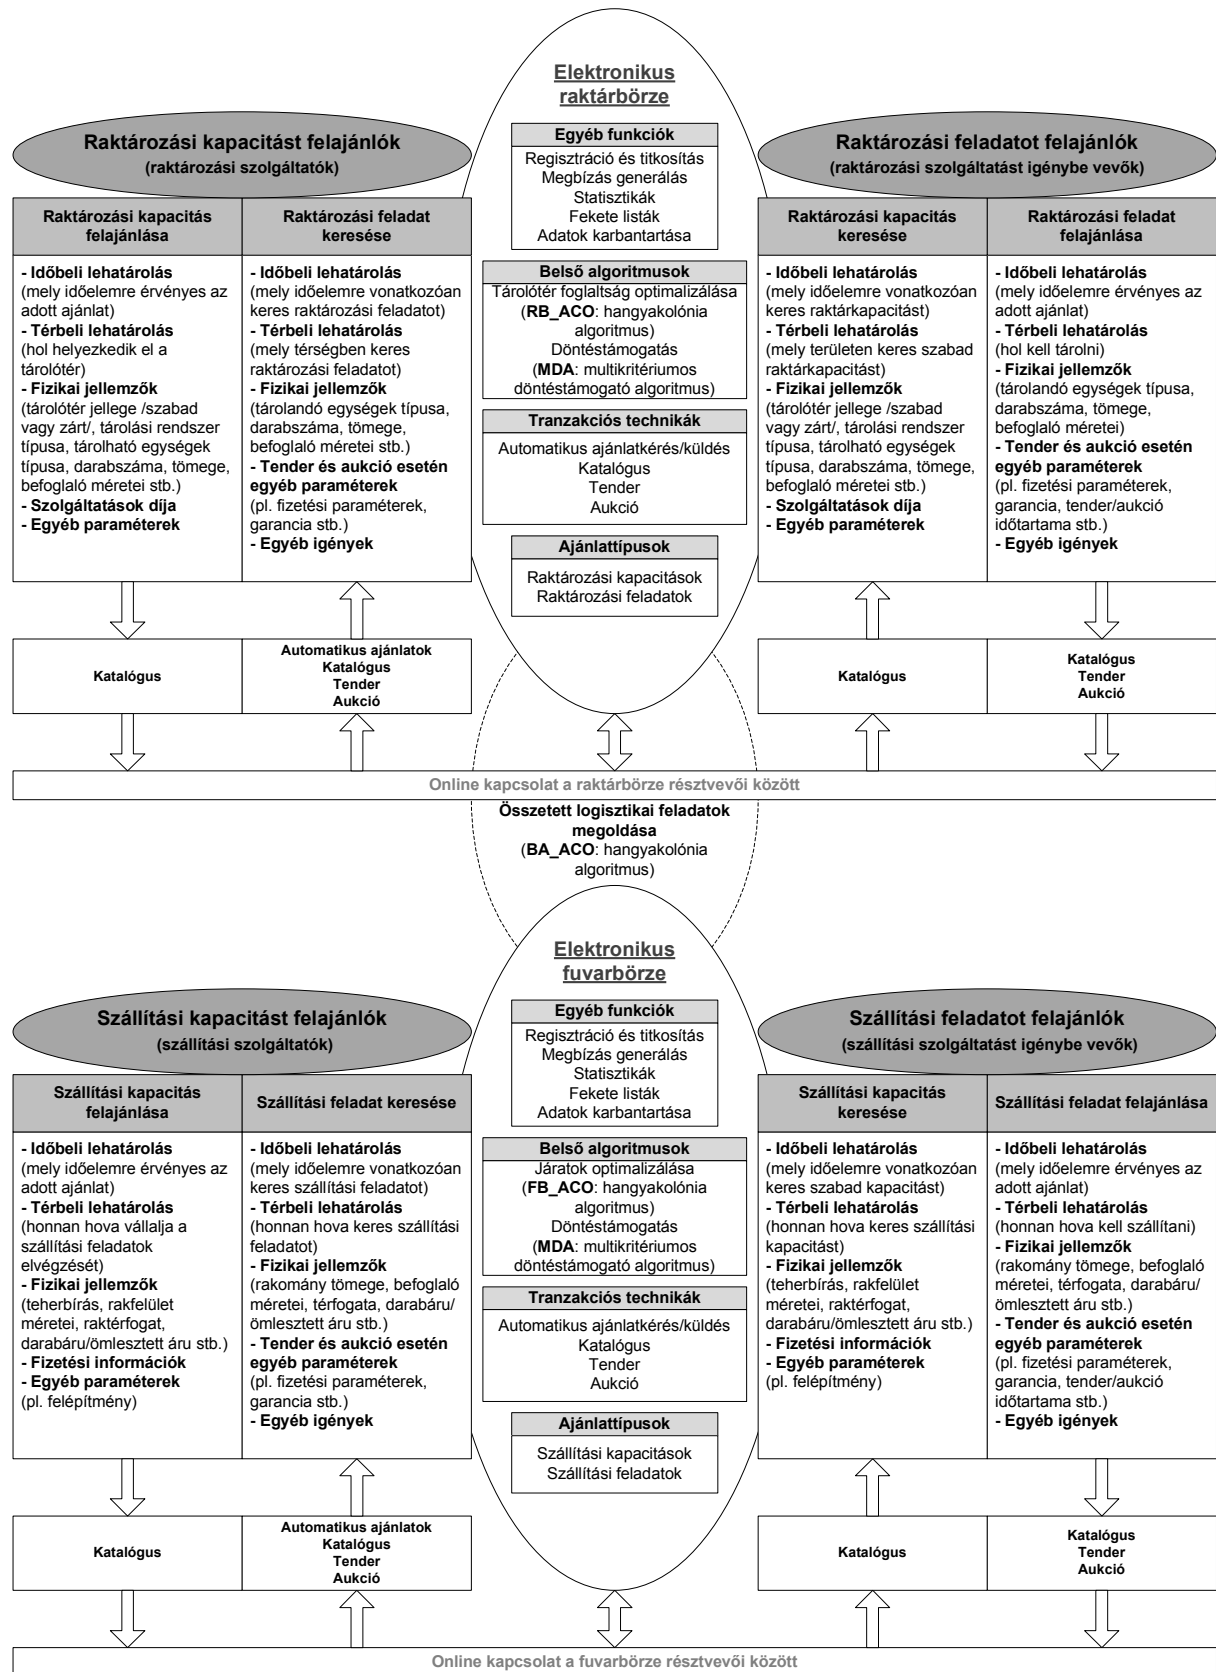 Elektronikus
raktárbörze
Egyéb funkciók
Regisztráció és titkosítás
Megbízás generálás
Statisztikák
Fekete listák
Adatok karbantartása
Belső algoritmusok
Tárolótér foglaltság optimalizálása
(RB_ACO: hangyakolónia
algoritmus)
Döntéstámogatás
(MDA: multikritériumos
döntéstámogató algoritmus)
Tranzakciós technikák
Automatikus ajánlatkérés/küldés
Katalógus
Tender
Aukció
Ajánlattípusok
Raktározási kapacitások
Raktározási feladatok
Raktározási kapacitást felajánlók
(raktározási szolgáltatók)
Raktározási kapacitás
felajánlása
- Időbeli lehatárolás
(mely időelemre érvényes az
adott ajánlat)
- Térbeli lehatárolás
(hol helyezkedik el a
tárolótér)
- Fizikai jellemzők
(tárolótér jellege /szabad
vagy zárt/, tárolási rendszer
típusa, tárolható egységek
típusa, darabszáma, tömege,
befoglaló méretei stb.)
- Szolgáltatások díja
- Egyéb paraméterek
Katalógus
Raktározási feladat
keresése
- Időbeli lehatárolás
(mely időelemre vonatkozóan
keres raktározási feladatot)
- Térbeli lehatárolás
(mely térségben keres
raktározási feladatot)
- Fizikai jellemzők
(tárolandó egységek típusa,
darabszáma, tömege,
befoglaló méretei stb.)
- Tender és aukció esetén
egyéb paraméterek
(pl. fizetési paraméterek,
garancia stb.)
- Egyéb igények
Automatikus ajánlatok
Katalógus
Tender
Aukció
Raktározási feladatot felajánlók
(raktározási szolgáltatást igénybe vevők)
Raktározási kapacitás
keresése
- Időbeli lehatárolás
(mely időelemre vonatkozóan
keres raktárkapacitást)
- Térbeli lehatárolás
(mely területen keres szabad
raktárkapacitást)
- Fizikai jellemzők
(tárolótér jellege /szabad
vagy zárt/, tárolási rendszer
típusa, tárolható egységek
típusa, darabszáma, tömege,
befoglaló méretei stb.)
- Szolgáltatások díja
- Egyéb paraméterek
Katalógus
Raktározási feladat
felajánlása
- Időbeli lehatárolás
(mely időelemre érvényes az
adott ajánlat)
- Térbeli lehatárolás
(hol kell tárolni)
- Fizikai jellemzők
(tárolandó egységek típusa,
darabszáma, tömege,
befoglaló méretei)
- Tender és aukció esetén
egyéb paraméterek
(pl. fizetési paraméterek,
garancia, tender/aukció
időtartama stb.)
- Egyéb igények
Katalógus
Tender
Aukció
Online kapcsolat a raktárbörze résztvevői között
Összetett logisztikai feladatok
megoldása
(BA_ACO: hangyakolónia
algoritmus)
Elektronikus
fuvarbörze
Egyéb funkciók
Regisztráció és titkosítás
Megbízás generálás
Statisztikák
Fekete listák
Adatok karbantartása
Belső algoritmusok
Járatok optimalizálása
(FB_ACO: hangyakolónia
algoritmus)
Döntéstámogatás
(MDA: multikritériumos
döntéstámogató algoritmus)
Tranzakciós technikák
Automatikus ajánlatkérés/küldés
Katalógus
Tender
Aukció
Ajánlattípusok
Szállítási kapacitások
Szállítási feladatok
Szállítási kapacitást felajánlók
(szállítási szolgáltatók)
Szállítási kapacitás
felajánlása
- Időbeli lehatárolás
(mely időelemre érvényes az
adott ajánlat)
- Térbeli lehatárolás
(honnan hova vállalja a
szállítási feladatok
elvégzését)
- Fizikai jellemzők
(teherbírás, rakfelület
méretei, raktérfogat,
darabáru/ömlesztett áru stb.)
- Fizetési információk
- Egyéb paraméterek
(pl. felépítmény)
Katalógus
Szállítási feladat keresése
- Időbeli lehatárolás
(mely időelemre vonatkozóan
keres szállítási feladatot)
- Térbeli lehatárolás
(honnan hova keres szállítási
feladatot)
- Fizikai jellemzők
(rakomány tömege, befoglaló
méretei, térfogata, darabáru/
ömlesztett áru stb.)
- Tender és aukció esetén
egyéb paraméterek
(pl. fizetési paraméterek,
garancia stb.)
- Egyéb igények
Automatikus ajánlatok
Katalógus
Tender
Aukció
Szállítási feladatot felajánlók
(szállítási szolgáltatást igénybe vevők)
Szállítási kapacitás
keresése
- Időbeli lehatárolás
(mely időelemre vonatkozóan
keres szabad kapacitást)
- Térbeli lehatárolás
(honnan hova keres szállítási
kapacitást)
- Fizikai jellemzők
(teherbírás, rakfelület
méretei, raktérfogat,
darabáru/ömlesztett áru stb.)
- Fizetési információk
- Egyéb paraméterek
(pl. felépítmény)
Katalógus
Szállítási feladat felajánlása
- Időbeli lehatárolás
(mely időelemre érvényes az
adott ajánlat)
- Térbeli lehatárolás
(honnan hova kell szállítani)
- Fizikai jellemzők
(rakomány tömege, befoglaló
méretei, térfogata, darabáru/
ömlesztett áru stb.)
- Tender és aukció esetén
egyéb paraméterek
(pl. fizetési paraméterek,
garancia, tender/aukció
időtartama stb.)
- Egyéb igények
Katalógus
Tender
Aukció
Online kapcsolat a fuvarbörze résztvevői között